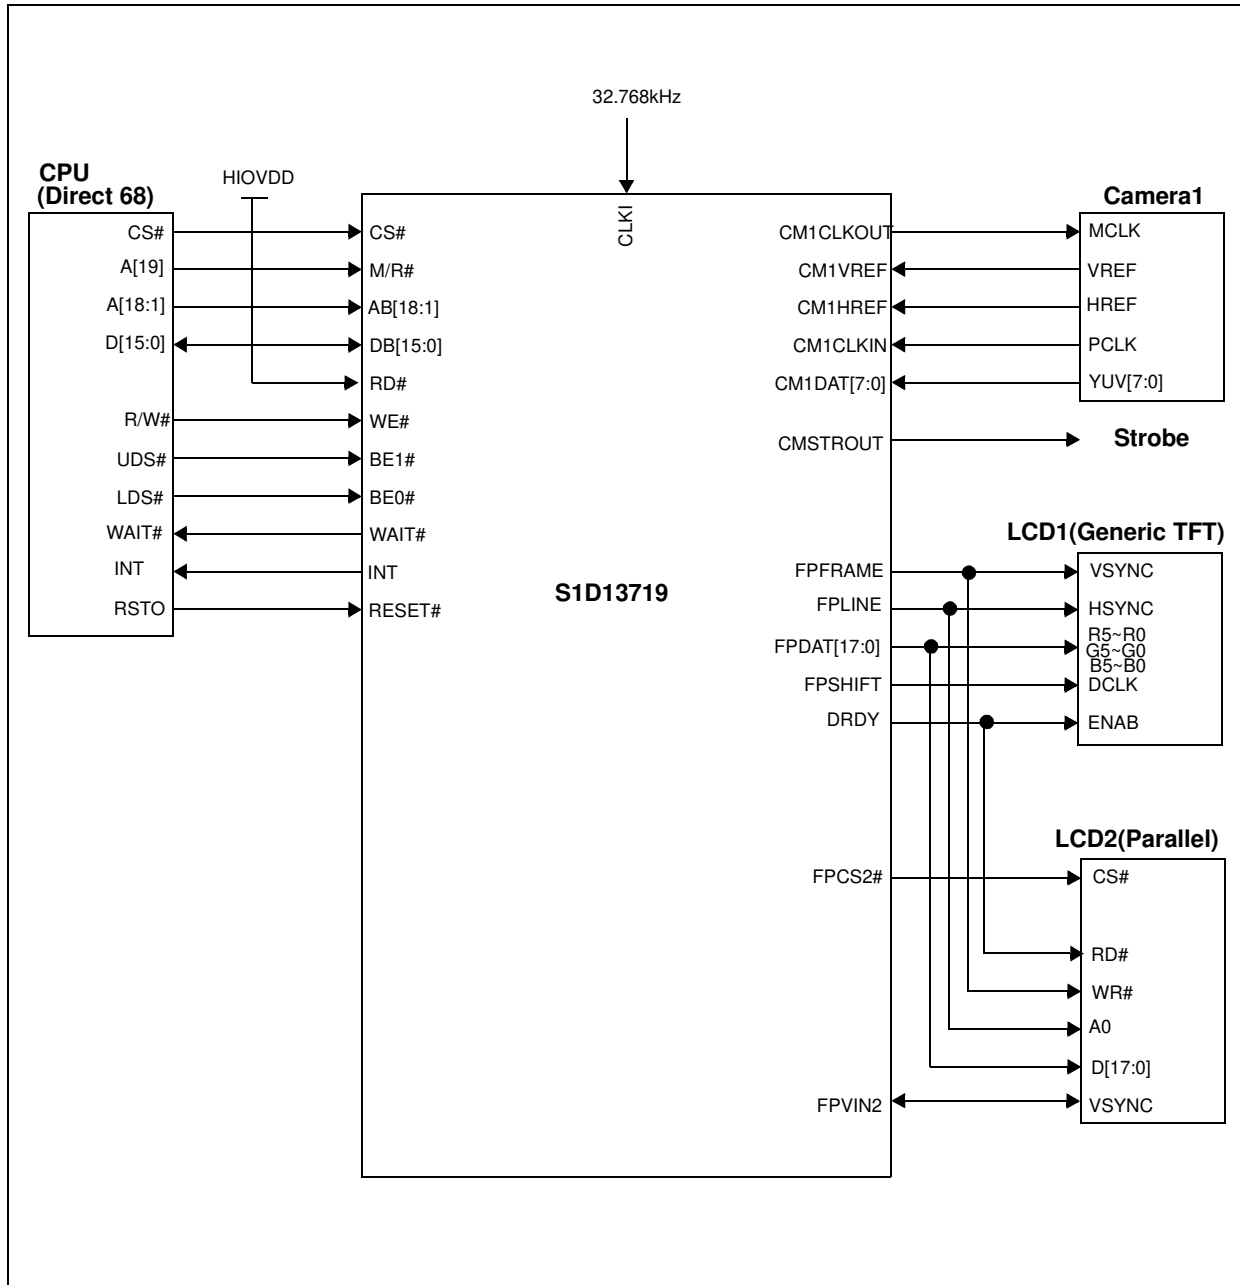 32.768kHz
CLKI
CPU
(Direct 68)
HIOVDD
CS#
A[19]
A[18:1]
D[15:0]
R/W#
UDS#
LDS#
WAIT#
INT
RSTO
CS#
M/R#
AB[18:1]
DB[15:0]
RD#
WE#
BE1#
BE0#
WAIT#
INT
RESET#
S1D13719
CM1CLKOUT
CM1VREF
CM1HREF
CM1CLKIN
CM1DAT[7:0]
CMSTROUT
FPFRAME
FPLINE
FPDAT[17:0]
FPSHIFT
DRDY
FPCS2#
FPVIN2
Camera1
MCLK
VREF
HREF
PCLK
YUV[7:0]
Strobe
LCD1(Generic TFT)
VSYNC
HSYNC
R5~R0
G5~G0
B5~B0
DCLK
ENAB
LCD2(Parallel)
CS#
RD#
WR#
A0
D[17:0]
VSYNC